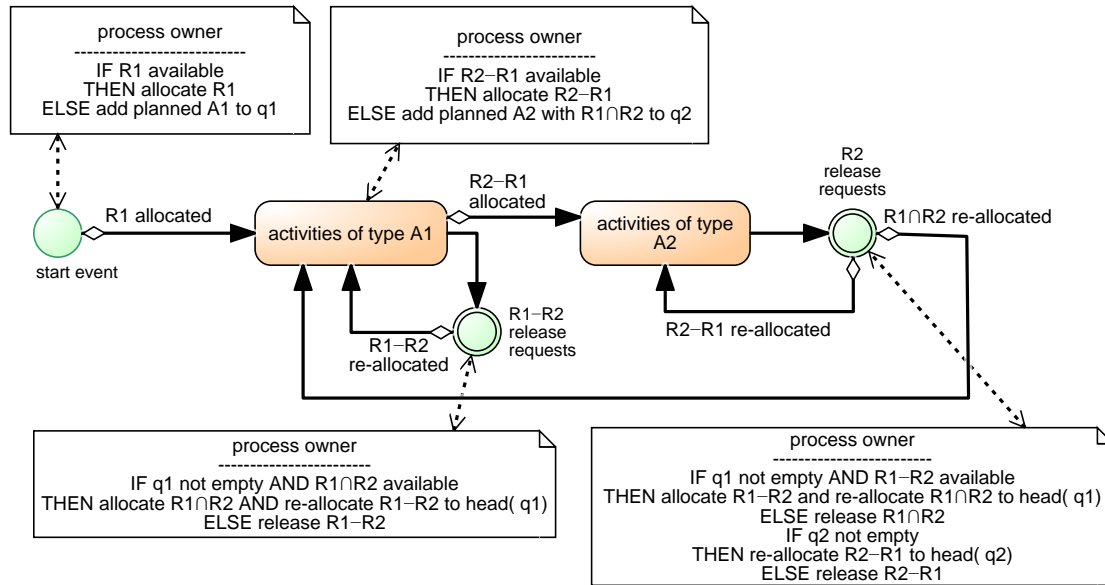 process owner
---------------------------
IF R1 available
THEN allocate R1
ELSE add planned A1 to q1
process owner
------------------------
IF R2−R1 available
THEN allocate R2−R1
ELSE add planned A2 with R1∩R2 to q2
R1 allocated
start event
activities of type A1
R2−R1
allocated
activities of type
A2
R2
release
requests
R1∩R2 re-allocated
R2−R1 re-allocated
R1−R2
release
requests
R1−R2
re-allocated
process owner
------------------------
IF q1 not empty AND R1∩R2 available
THEN allocate R1∩R2 AND re-allocate R1−R2 to head( q1)
ELSE release R1−R2
process owner
-------------------------
IF q1 not empty AND R1−R2 available
THEN allocate R1−R2 and re-allocate R1∩R2 to head( q1)
ELSE release R1∩R2
IF q2 not empty
THEN re-allocate R2−R1 to head( q2)
ELSE release R2−R1